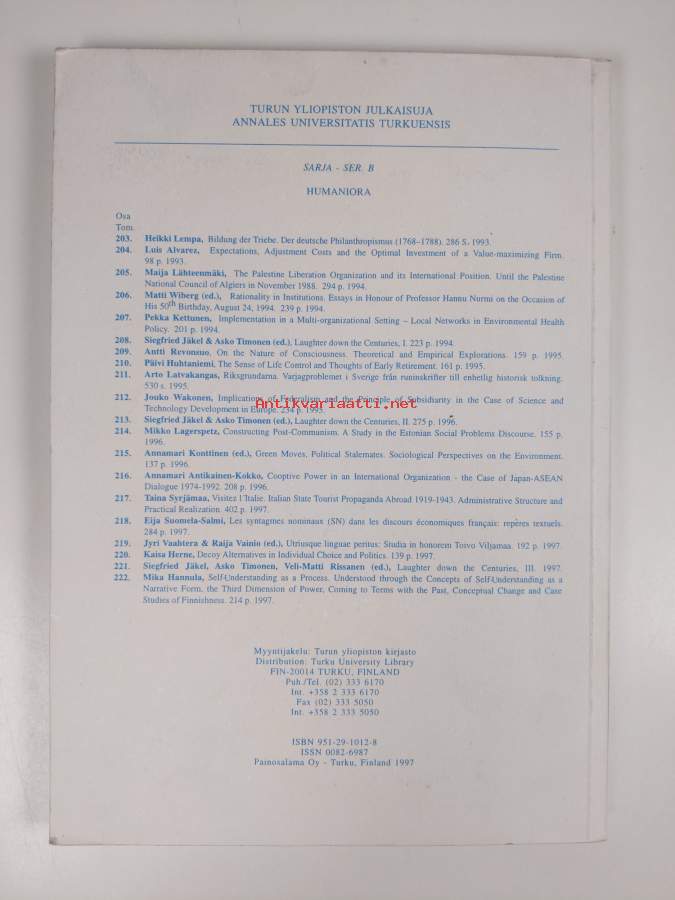 TURUN YLIOPISTON JULKAISUJA
ANNALES UNIVERSITATIS TURKUENSIS
SARJA - SER. B
HUMANIORA
Osa
Tom.
203. Heikki Lempa, Bildung der Triebe. Der deutsche Philanthropismus (1768–1788). 286 S. 1993.
204. Luis Alvarez, Expectations, Adjustment Costs and the Optimal Investment of a Value-maximizing Firm.
98 p. 1993.
205. Maija Lähteenmäki, The Palestine Liberation Organization and its International Position. Until the Palestine
National Council of Algiers in November 1988. 294 p. 1994.
206. Matti Wiberg (ed.), Rationality in Institutions. Essays in Honour of Professor Hannu Nurmi on the Occasion of
His 50th Birthday, August 24, 1994. 239 p. 1994.
207. Pekka Kettunen, Implementation in a Multi-organizational Setting – Local Networks in Environmental Health
Policy. 201 p. 1994.
208. Siegfried Jäkel & Asko Timonen (ed.), Laughter down the Centuries, I. 223 p. 1994.
209. Antti Revonsuo, On the Nature of Consciousness. Theoretical and Empirical Explorations. 159 p. 1995.
210. Päivi Huhtaniemi, The Sense of Life Control and Thoughts of Early Retirement. 161 p. 1995.
211. Arto Latvakangas, Riksgrundarna. Varjagproblemet i Sverige från runinskrifter till enhetlig historisk tolkning.
530 s. 1995.
212. Jouko Wakonen, Implications of Federalism and the Principle of Subsidiarity in the Case of Science and
Technology Development in Europe. 234 p. 1995.
Antikvariaatti.net
213. Siegfried Jäkel & Asko Timonen (ed.), Laughter down the Centuries, II. 275 p. 1996.
214. Mikko Lagerspetz, Constructing Post-Communism. A Study in the Estonian Social Problems Discourse. 155 p.
1996.
215. Annamari Konttinen (ed.), Green Moves, Political Stalemates. Sociological Perspectives on the Environment.
137 p. 1996.
216. Annamari Antikainen-Kokko, Cooptive Power in an International Organization - the Case of Japan-ASEAN
Dialogue 1974-1992. 208 p. 1996.
217. Taina Syrjämaa, Visitez l'Italie. Italian State Tourist Propaganda Abroad 1919-1943. Administrative Structure and
Practical Realization. 402 p. 1997.
218. Eija Suomela-Salmi, Les syntagmes nominaux (SN) dans les discours économiques français: repères textuels.
284 p. 1997.
219. Jyri Vaahtera & Raija Vainio (ed.), Utriusque linguae peritus; Studia in honorem Toivo Viljamaa. 192 p. 1997.
220. Kaisa Herne, Decoy Alternatives in Individual Choice and Politics. 139 p. 1997.
221. Siegfried Jäkel, Asko Timonen, Veli-Matti Rissanen (ed.), Laughter down the Centuries, III. 1997.
222. Mika Hannula, Self-Understanding as a Process. Understood through the Concepts of Self-Understanding as a
Narrative Form, the Third Dimension of Power, Coming to Terms with the Past, Conceptual Change and Case
Studies of Finnishness. 214 p. 1997.
Myyntijakelu: Turun yliopiston kirjasto
Distribution: Turku University Library
FIN-20014 TURKU, FINLAND
Puh./Tel. (02) 333 6170
Int. +358 2 333 6170
Fax (02) 333 5050
Int. +358 2 333 5050
ISBN 951-29-1012-8
ISSN 0082-6987
Painosalama Oy - Turku, Finland 1997